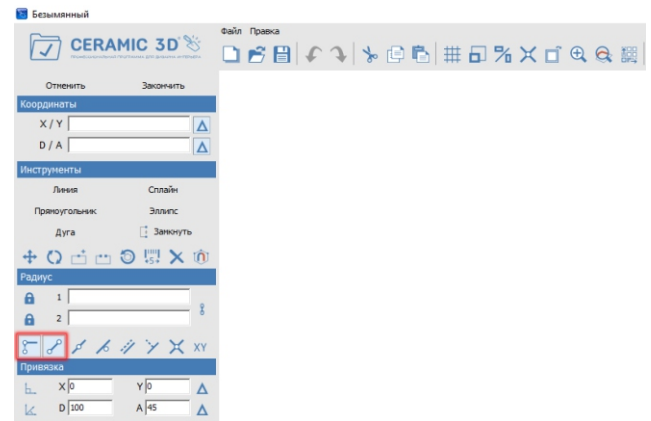 Безымянный
Файл Правка
CERAMIC 3D
Отменить Закончить
Координаты
X / Y
D / A
Инструменты
Линия Сплайн
Прямоугольник Эллипс
Дуга Замкнуть
Радиус
1
2
XY
Привязка
X 0 Y 0
D 100 A 45